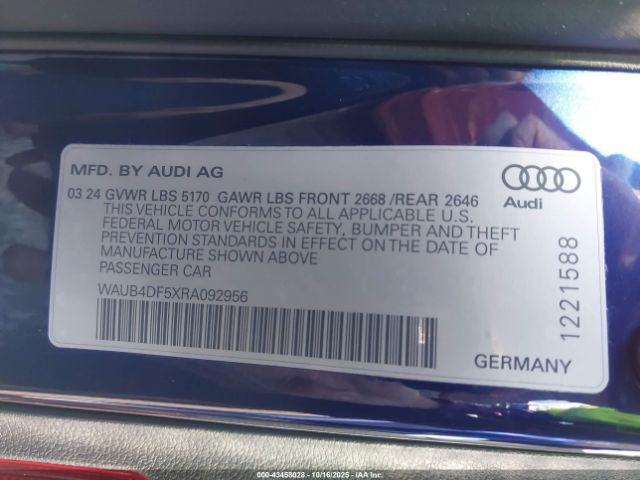 MFD. BY AUDI AG
03 24 GVWR LBS 5170 GAWR LBS FRONT 2668 /REAR 2646
THIS VEHICLE CONFORMS TO ALL APPLICABLE U.S.
FEDERAL MOTOR VEHICLE SAFETY, BUMPER AND THEFT
PREVENTION STANDARDS IN EFFECT ON THE DATE OF
MANUFACTURE SHOWN ABOVE
PASSENGER CAR
WAUB4DF5XRA092956
Audi
1221588
GERMANY
000-43458028 - 10/16/2025 - Copyright IAA, LLC.